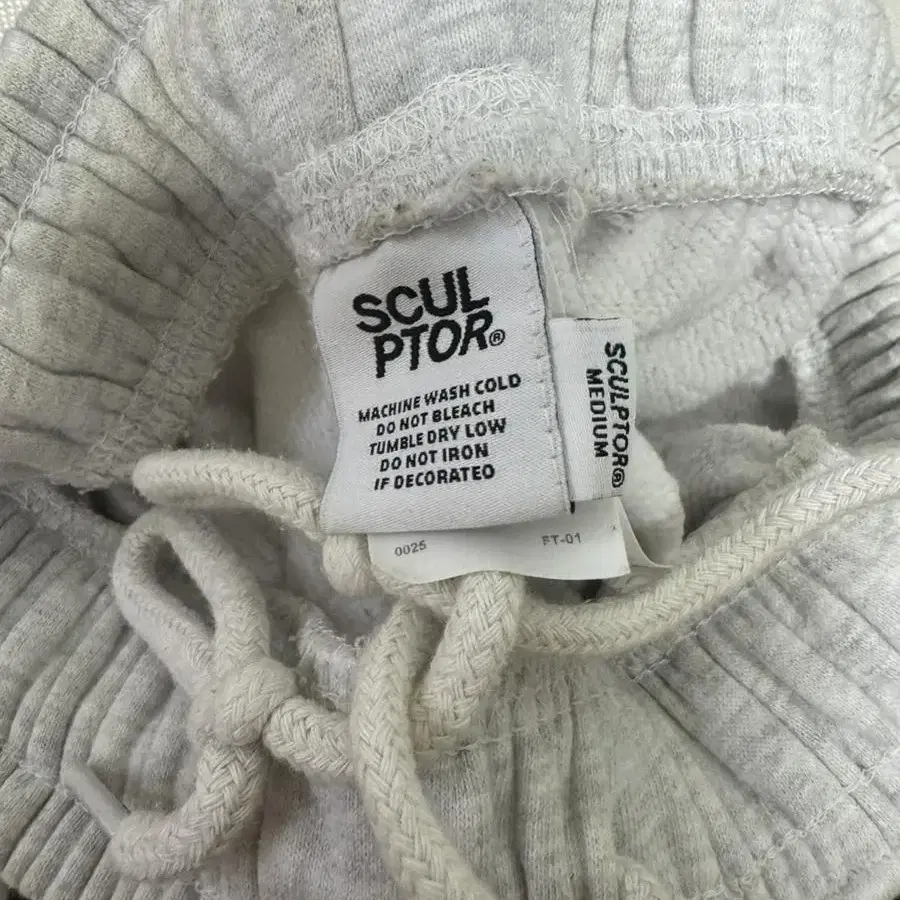 SCUL
PTOR®
MACHINE WASH COLD
DO NOT BLEACH
TUMBLE DRY LOW
DO NOT IRON
IF DECORATED
SCULPTOR®
MEDIUM
0025 FT-01